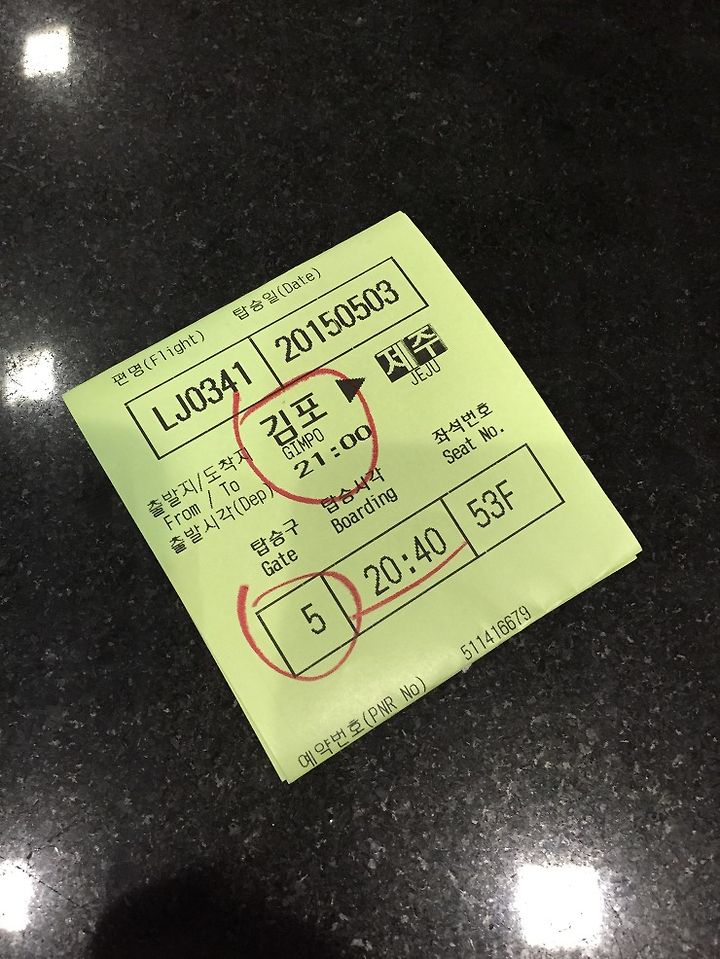 편명(Flight) 탑승일(Date)
LJ0341 20150503
김포 ▶ 제주
GIMPO JEJU
출발지/도착지
From / To
출발시각(Dep) 21:00
탑승구 탑승시각 좌석번호
Gate Boarding Seat No.
5 20:40 53F
예약번호(PNR No) 511416679